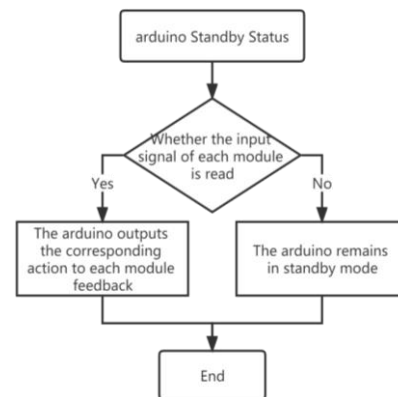 arduino Standby Status
Whether the input
signal of each module
is read
Yes
No
The arduino outputs
the corresponding
action to each module
feedback
The arduino remains
in standby mode
End